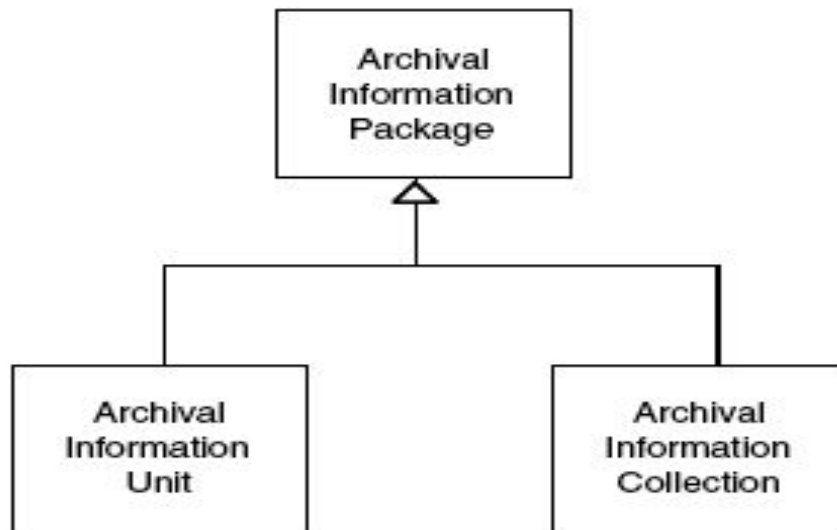 Archival
Information
Package
Archival
Information
Unit
Archival
Information
Collection